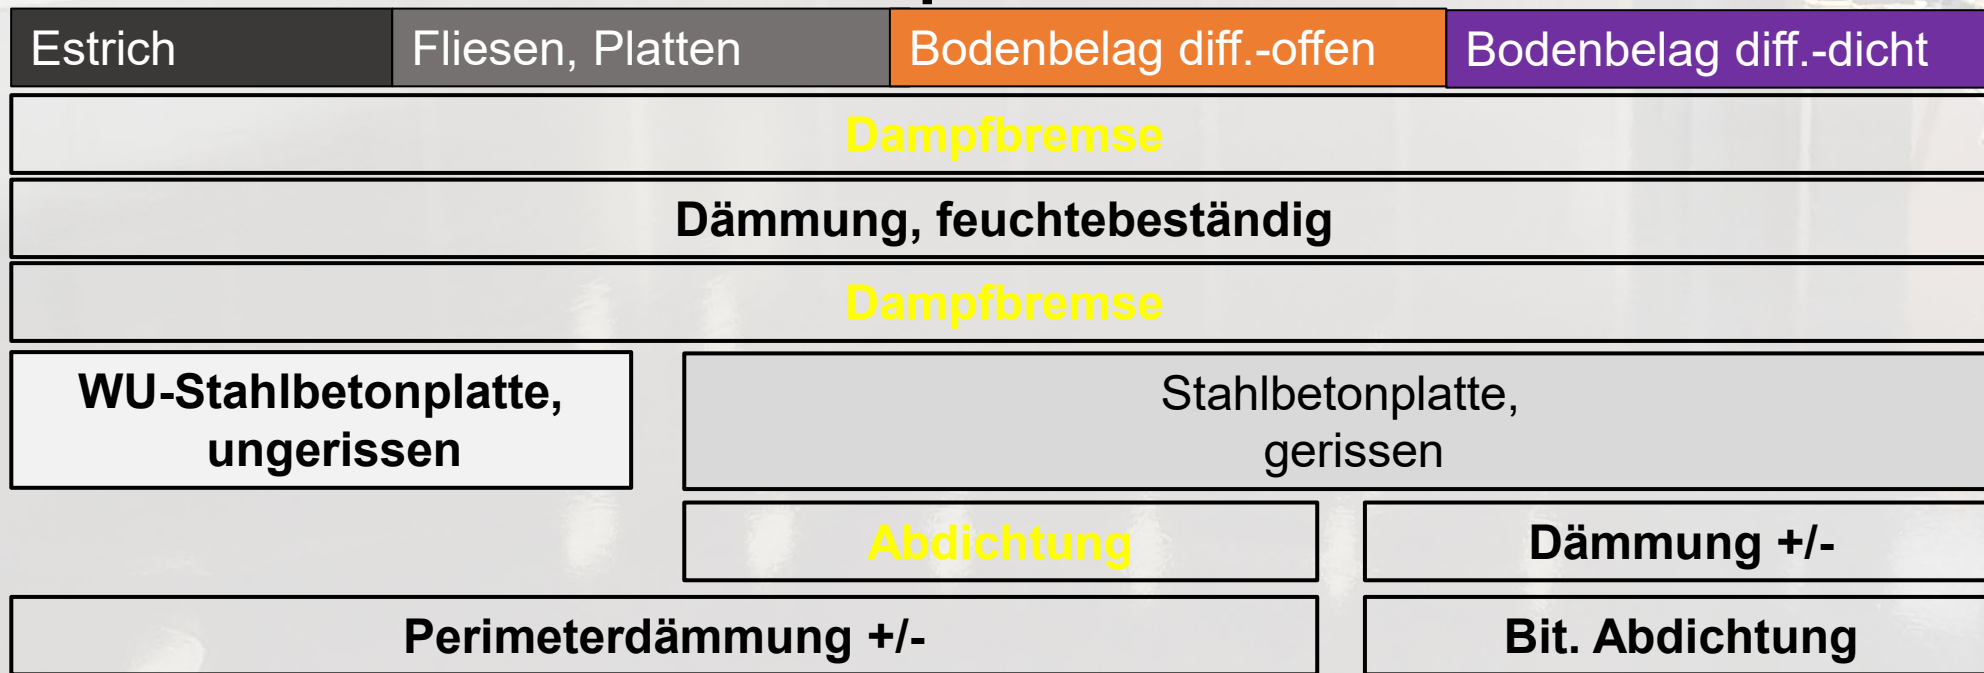 Estrich
Fliesen, Platten
Bodenbelag diff.-offen
Bodenbelag diff.-dicht
Dampfbremse
Dämmung, feuchtebeständig
Dampfbremse
WU-Stahlbetonplatte,
ungerissen
Stahlbetonplatte,
gerissen
Abdichtung
Dämmung +/-
Perimeterdämmung +/-
Bit. Abdichtung